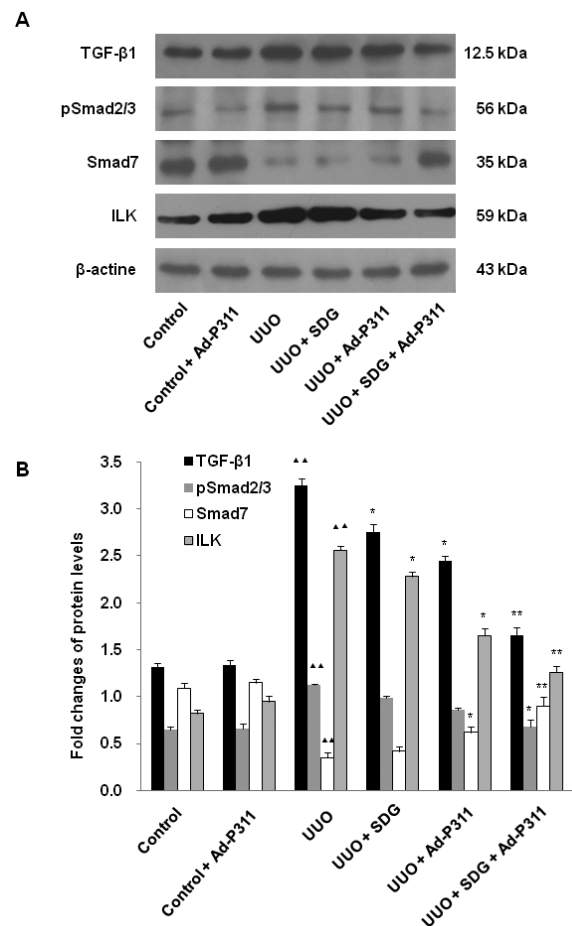 A
TGF-β1 12.5 kDa
pSmad2/3 56 kDa
Smad7 35 kDa
ILK 59 kDa
β-actine 43 kDa
Control
Control + Ad-P311
UUO
UUO + SDG
UUO + Ad-P311
UUO + SDG + Ad-P311
B
TGF-β1
pSmad2/3
Smad7
ILK
Fold changes of protein levels
3.5
3.0
2.5
2.0
1.5
1.0
0.5
0.0
▲▲
▲▲
▲▲
▲▲
*
*
*
*
*
**
*
**
**
Control
Control + Ad-P311
UUO
UUO + SDG
UUO + Ad-P311
UUO + SDG + Ad-P311